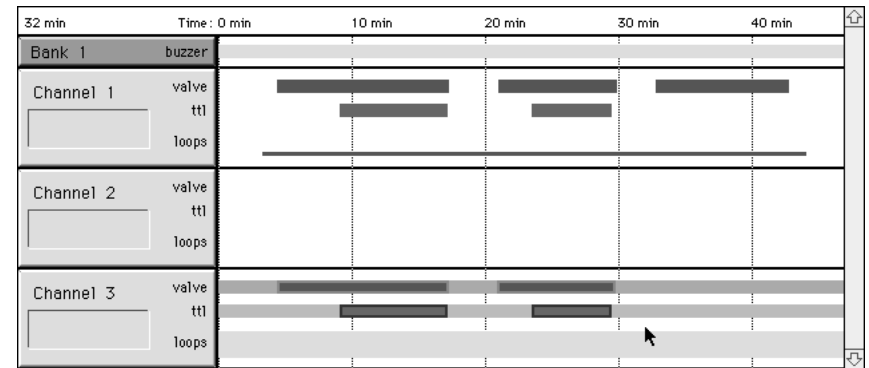 32 min Time: 0 min 10 min 20 min 30 min 40 min
Bank 1 buzzer
Channel 1 valve
ttl
loops
Channel 2 valve
ttl
loops
Channel 3 valve
ttl
loops